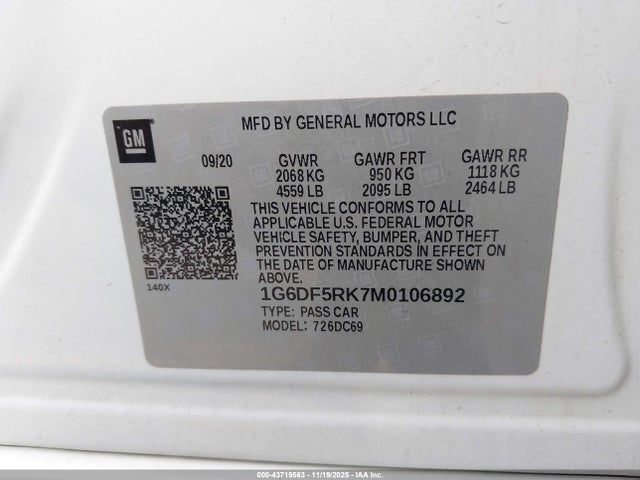 GM
MFD BY GENERAL MOTORS LLC
09/20 GVWR GAWR FRT GAWR RR
2068 KG 950 KG 1118 KG
4559 LB 2095 LB 2464 LB
THIS VEHICLE CONFORMS TO ALL
APPLICABLE U.S. FEDERAL MOTOR
VEHICLE SAFETY, BUMPER, AND THEFT
PREVENTION STANDARDS IN EFFECT ON
THE DATE OF MANUFACTURE SHOWN
ABOVE.
140X
1G6DF5RK7M0106892
TYPE: PASS CAR
MODEL: 726DC69
000-43719563 - 11/19/2025 - IAA Inc.